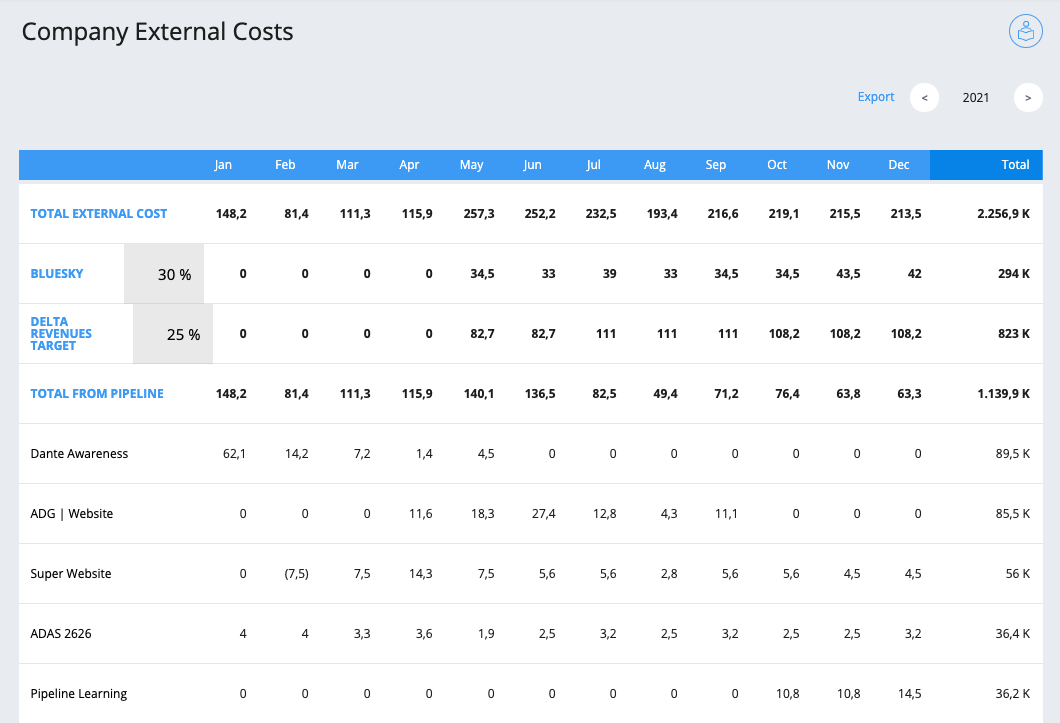 Company External Costs
Export < 2021 >
Jan Feb Mar Apr May Jun Jul Aug Sep Oct Nov Dec Total
TOTAL EXTERNAL COST 148,2 81,4 111,3 115,9 257,3 252,2 232,5 193,4 216,6 219,1 215,5 213,5 2.256,9 K
BLUESKY 30 % 0 0 0 0 34,5 33 39 33 34,5 34,5 43,5 42 294 K
DELTA
REVENUES
TARGET 25 % 0 0 0 0 82,7 82,7 111 111 111 108,2 108,2 108,2 823 K
TOTAL FROM PIPELINE 148,2 81,4 111,3 115,9 140,1 136,5 82,5 49,4 71,2 76,4 63,8 63,3 1.139,9 K
Dante Awareness 62,1 14,2 7,2 1,4 4,5 0 0 0 0 0 0 0 89,5 K
ADG | Website 0 0 0 11,6 18,3 27,4 12,8 4,3 11,1 0 0 0 85,5 K
Super Website 0 (7,5) 7,5 14,3 7,5 5,6 5,6 2,8 5,6 5,6 4,5 4,5 56 K
ADAS 2626 4 4 3,3 3,6 1,9 2,5 3,2 2,5 3,2 2,5 2,5 3,2 36,4 K
Pipeline Learning 0 0 0 0 0 0 0 0 0 10,8 10,8 14,5 36,2 K